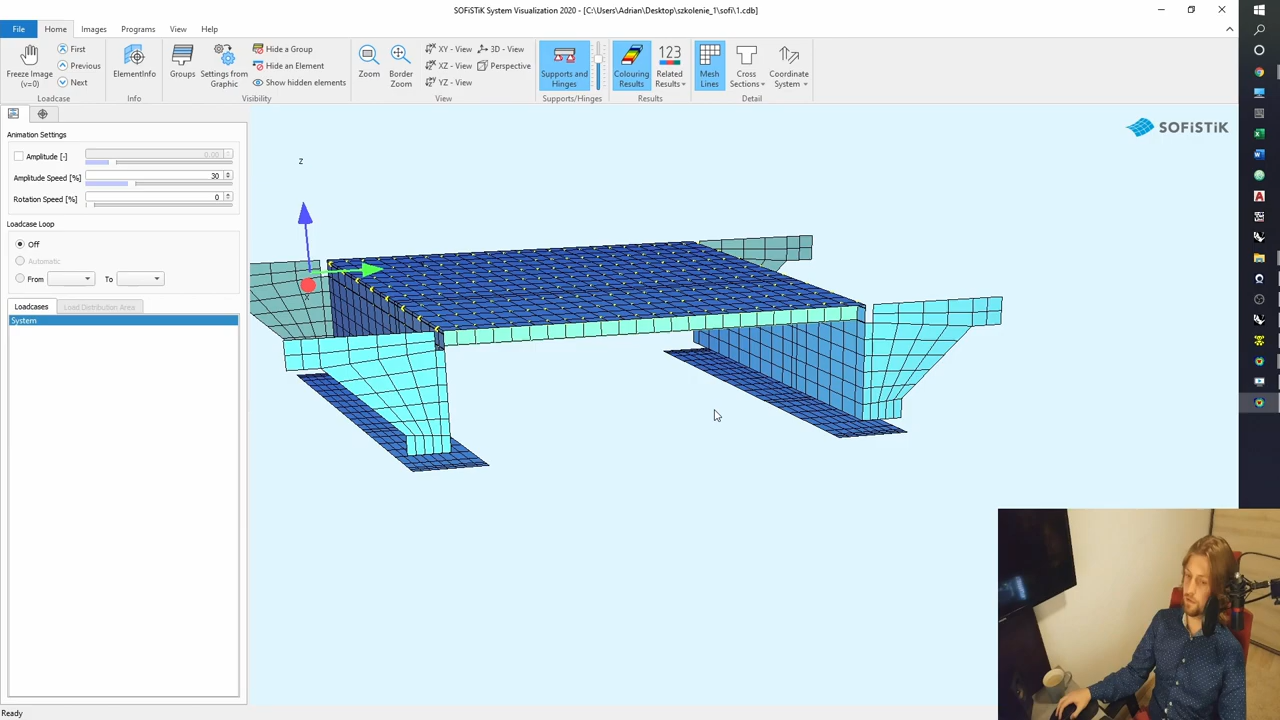 SOFiSTiK System Visualization 2020 - [C:\Users\Adrian\Desktop\szkolenie_1\sofi\1.cdb]
File Home Images Programs View Help
First
Previous
Next
Freeze Image
(v=0)
ElementInfo
Groups
Settings from
Graphic
Hide a Group
Hide an Element
Show hidden elements
Zoom
Border
Zoom
XY - View
XZ - View
YZ - View
3D - View
Perspective
Supports and
Hinges
Colouring
Results
123
Related
Results
Mesh
Lines
Cross
Sections
Coordinate
System
Loadcase Info Visibility View Supports/Hinges Results Detail
Animation Settings
Amplitude [-] 0.00
Amplitude Speed [%] 30
Rotation Speed [%] 0
Loadcase Loop
Off
Automatic
From To
Loadcases Load Distribution Area
System
z
SOFiSTiK
Ready